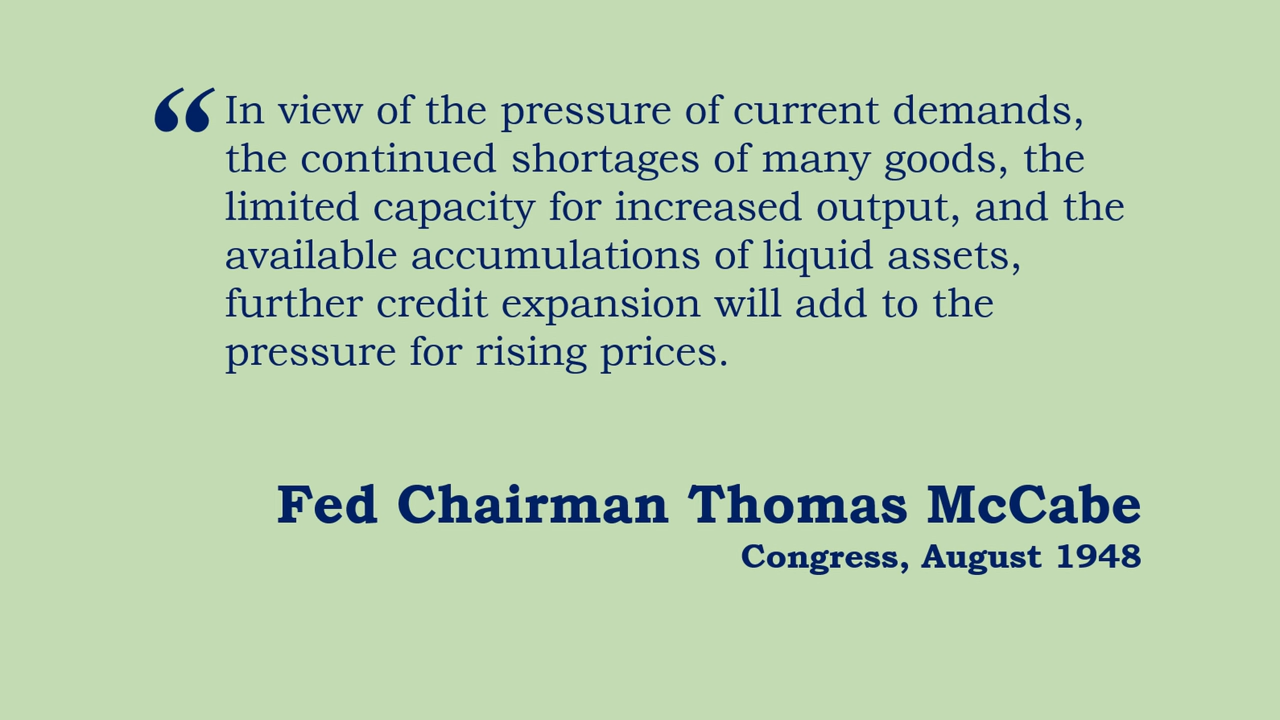 “In view of the pressure of current demands,
the continued shortages of many goods, the
limited capacity for increased output, and the
available accumulations of liquid assets,
further credit expansion will add to the
pressure for rising prices.
Fed Chairman Thomas McCabe
Congress, August 1948